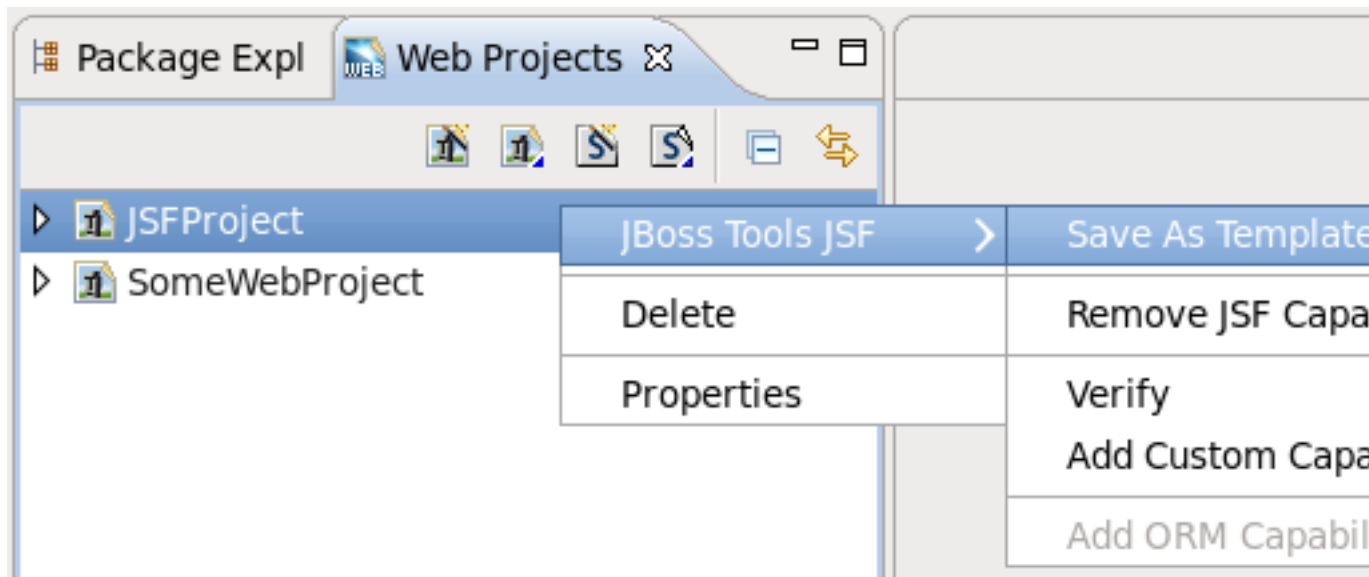 Package Expl
WEB Web Projects
JSFProject
SomeWebProject
JBoss Tools JSF
Delete
Properties
Save As Template
Remove JSF Capa
Verify
Add Custom Capa
Add ORM Capabil